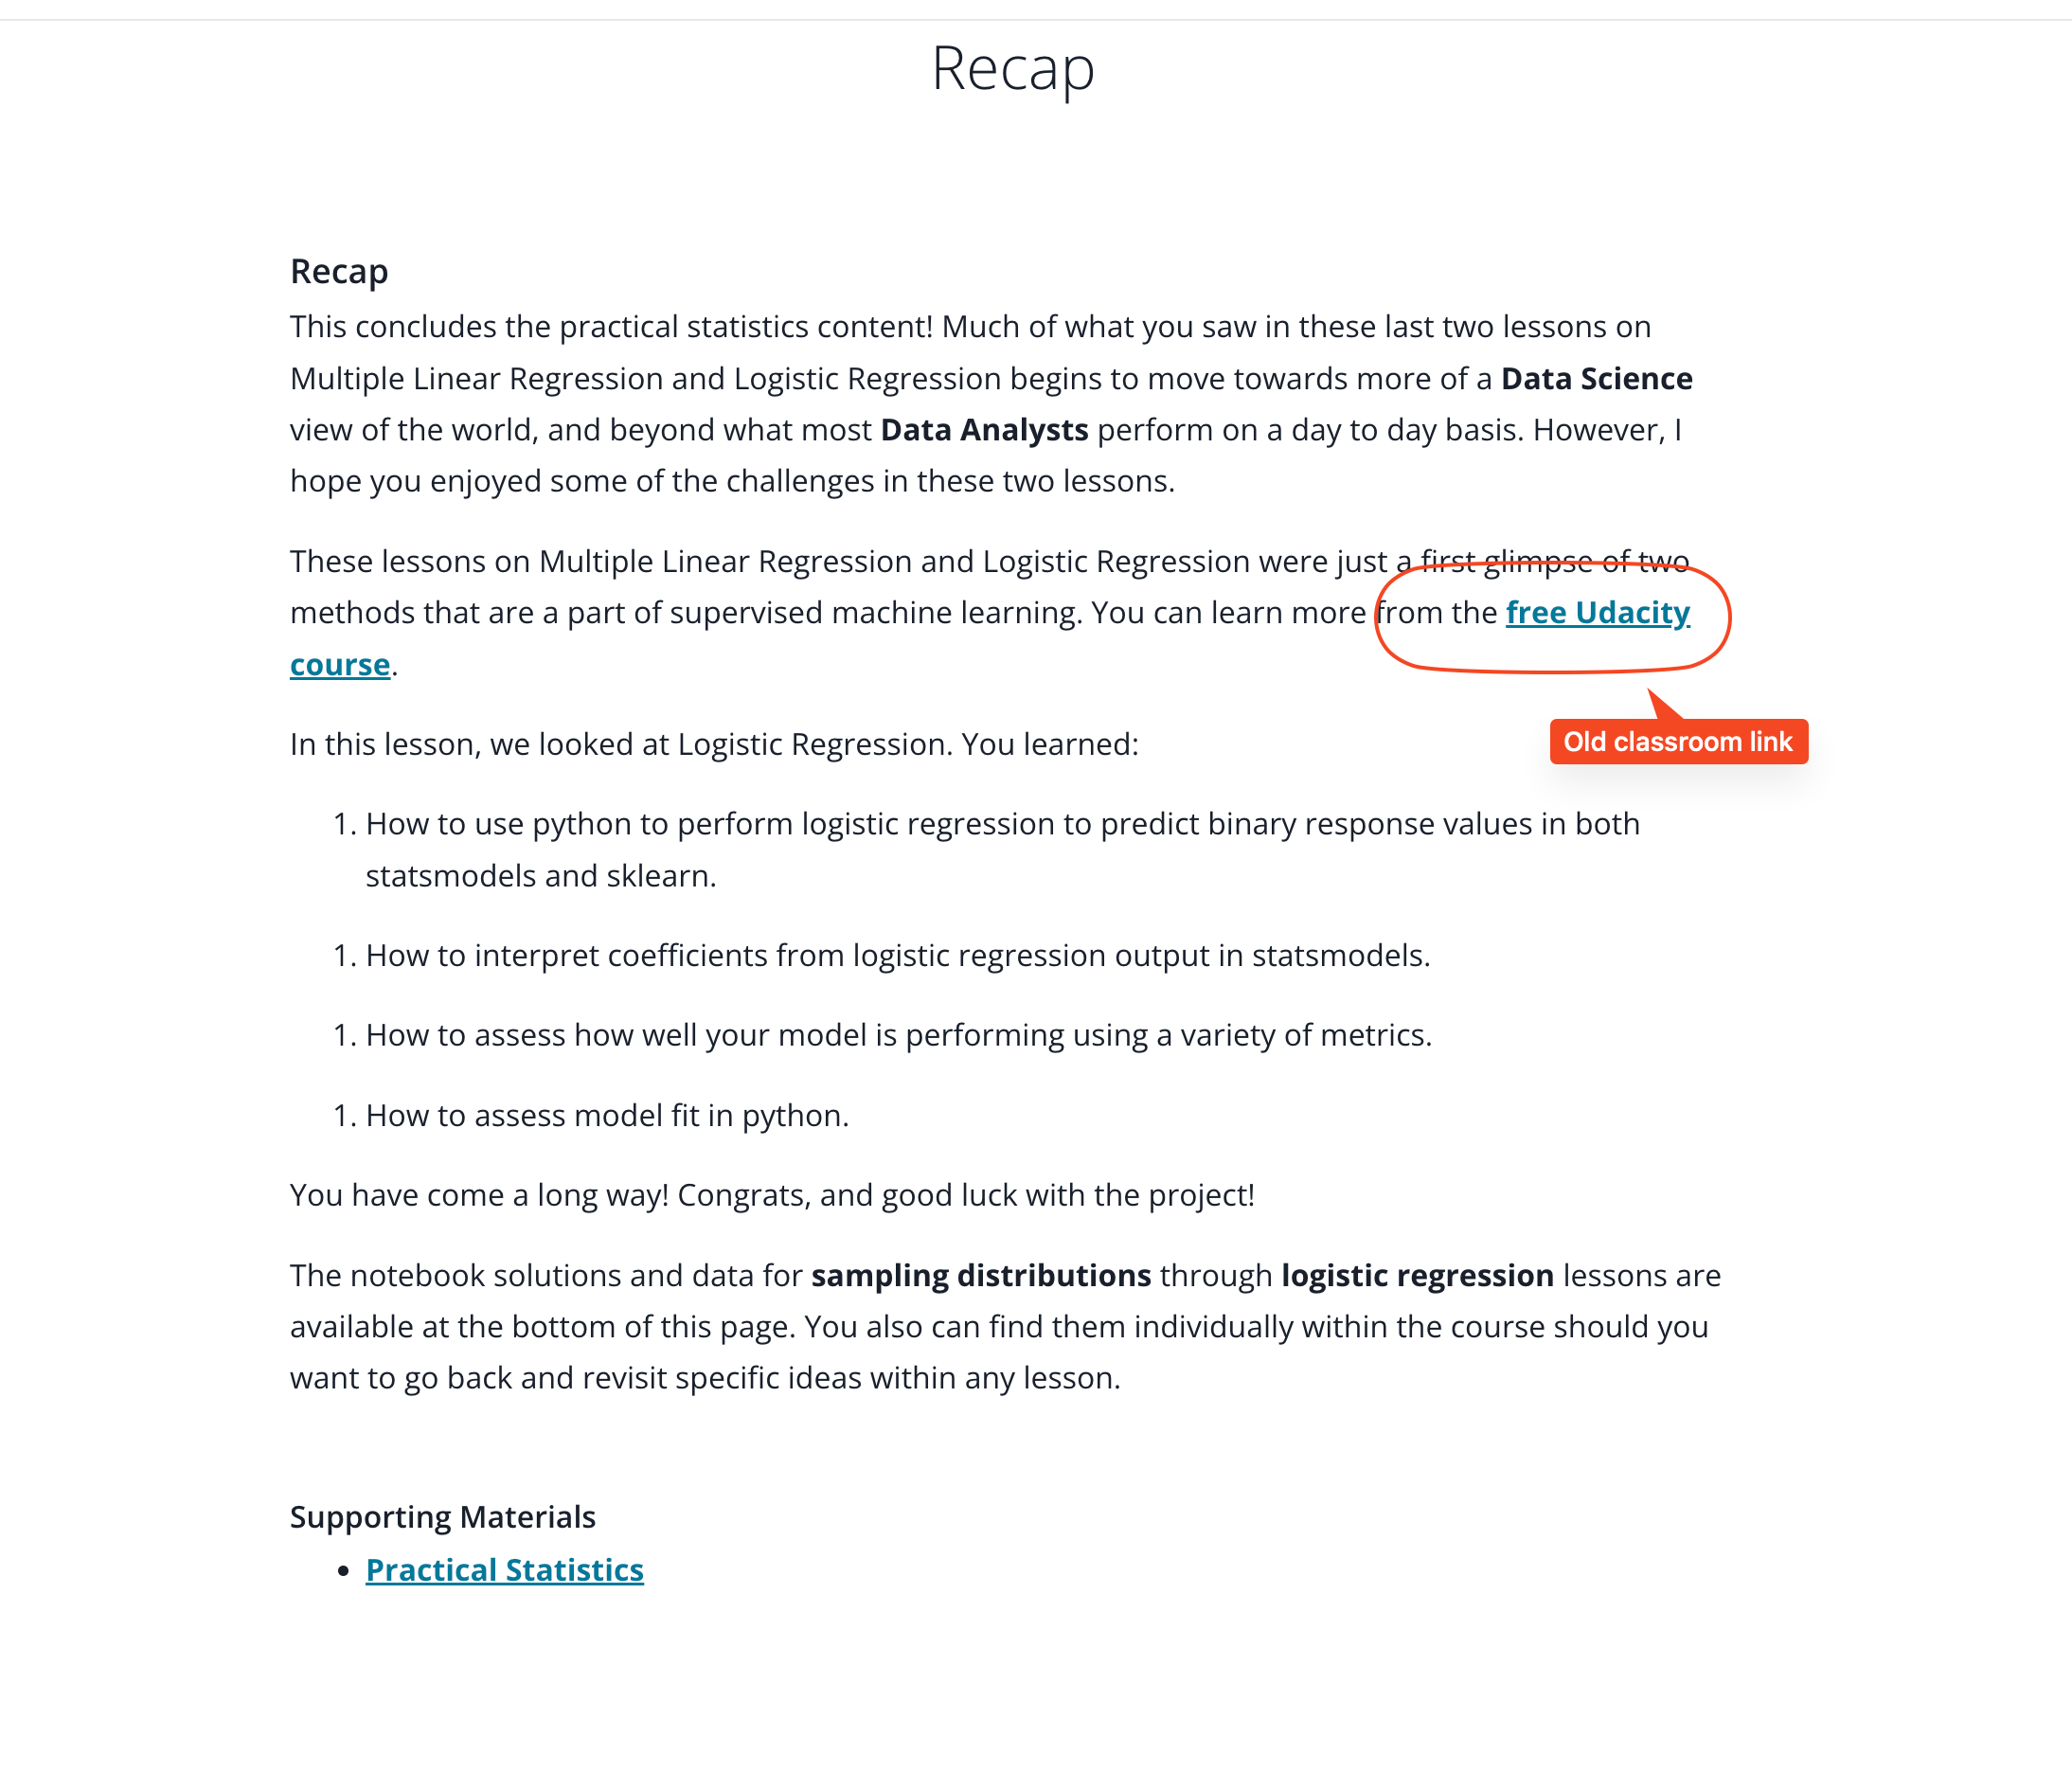 Recap
Recap
This concludes the practical statistics content! Much of what you saw in these last two lessons on
Multiple Linear Regression and Logistic Regression begins to move towards more of a Data Science
view of the world, and beyond what most Data Analysts perform on a day to day basis. However, I
hope you enjoyed some of the challenges in these two lessons.
These lessons on Multiple Linear Regression and Logistic Regression were just a first glimpse of two
methods that are a part of supervised machine learning. You can learn more from the free Udacity
course.
Old classroom link
In this lesson, we looked at Logistic Regression. You learned:
1. How to use python to perform logistic regression to predict binary response values in both
statsmodels and sklearn.
1. How to interpret coefficients from logistic regression output in statsmodels.
1. How to assess how well your model is performing using a variety of metrics.
1. How to assess model fit in python.
You have come a long way! Congrats, and good luck with the project!
The notebook solutions and data for sampling distributions through logistic regression lessons are
available at the bottom of this page. You also can find them individually within the course should you
want to go back and revisit specific ideas within any lesson.
Supporting Materials
• Practical Statistics